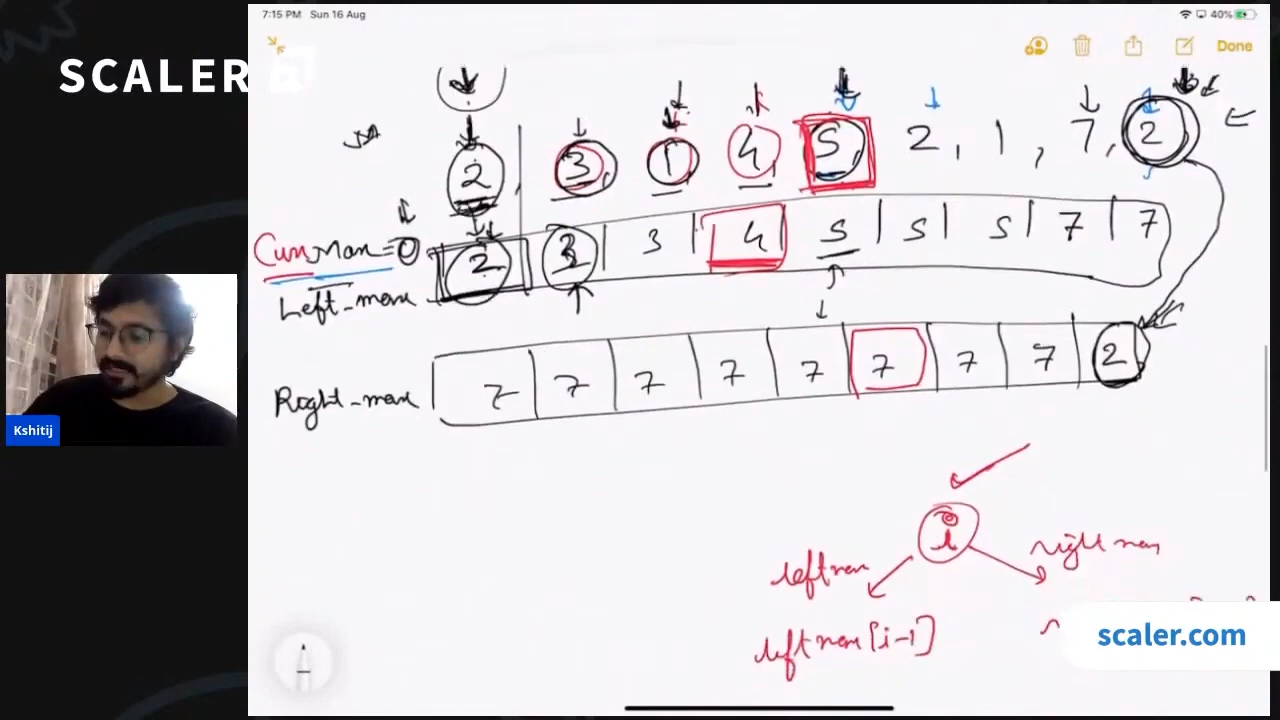 7:15 PM Sun 16 Aug 40%
SCALER
Done
2 3 1 4 5 2, 1, 7, 2
Curr max = 0
2 3 3 4 5 5 5 7 7
Left_max
7 7 7 7 7 7 7 7 2
Right_max
Kshitij
i
left max right max
left max [i-1]
scaler.com